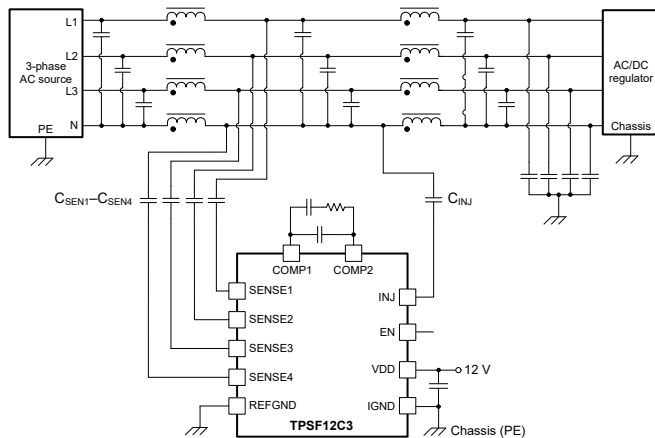 L1
L2
3-phase
AC source
L3
PE
N
AC/DC
regulator
Chassis
CSEN1–CSEN4
CINJ
COMP1
COMP2
SENSE1
INJ
SENSE2
EN
SENSE3
VDD
12 V
SENSE4
REFGND
IGND
TPSF12C3
Chassis (PE)